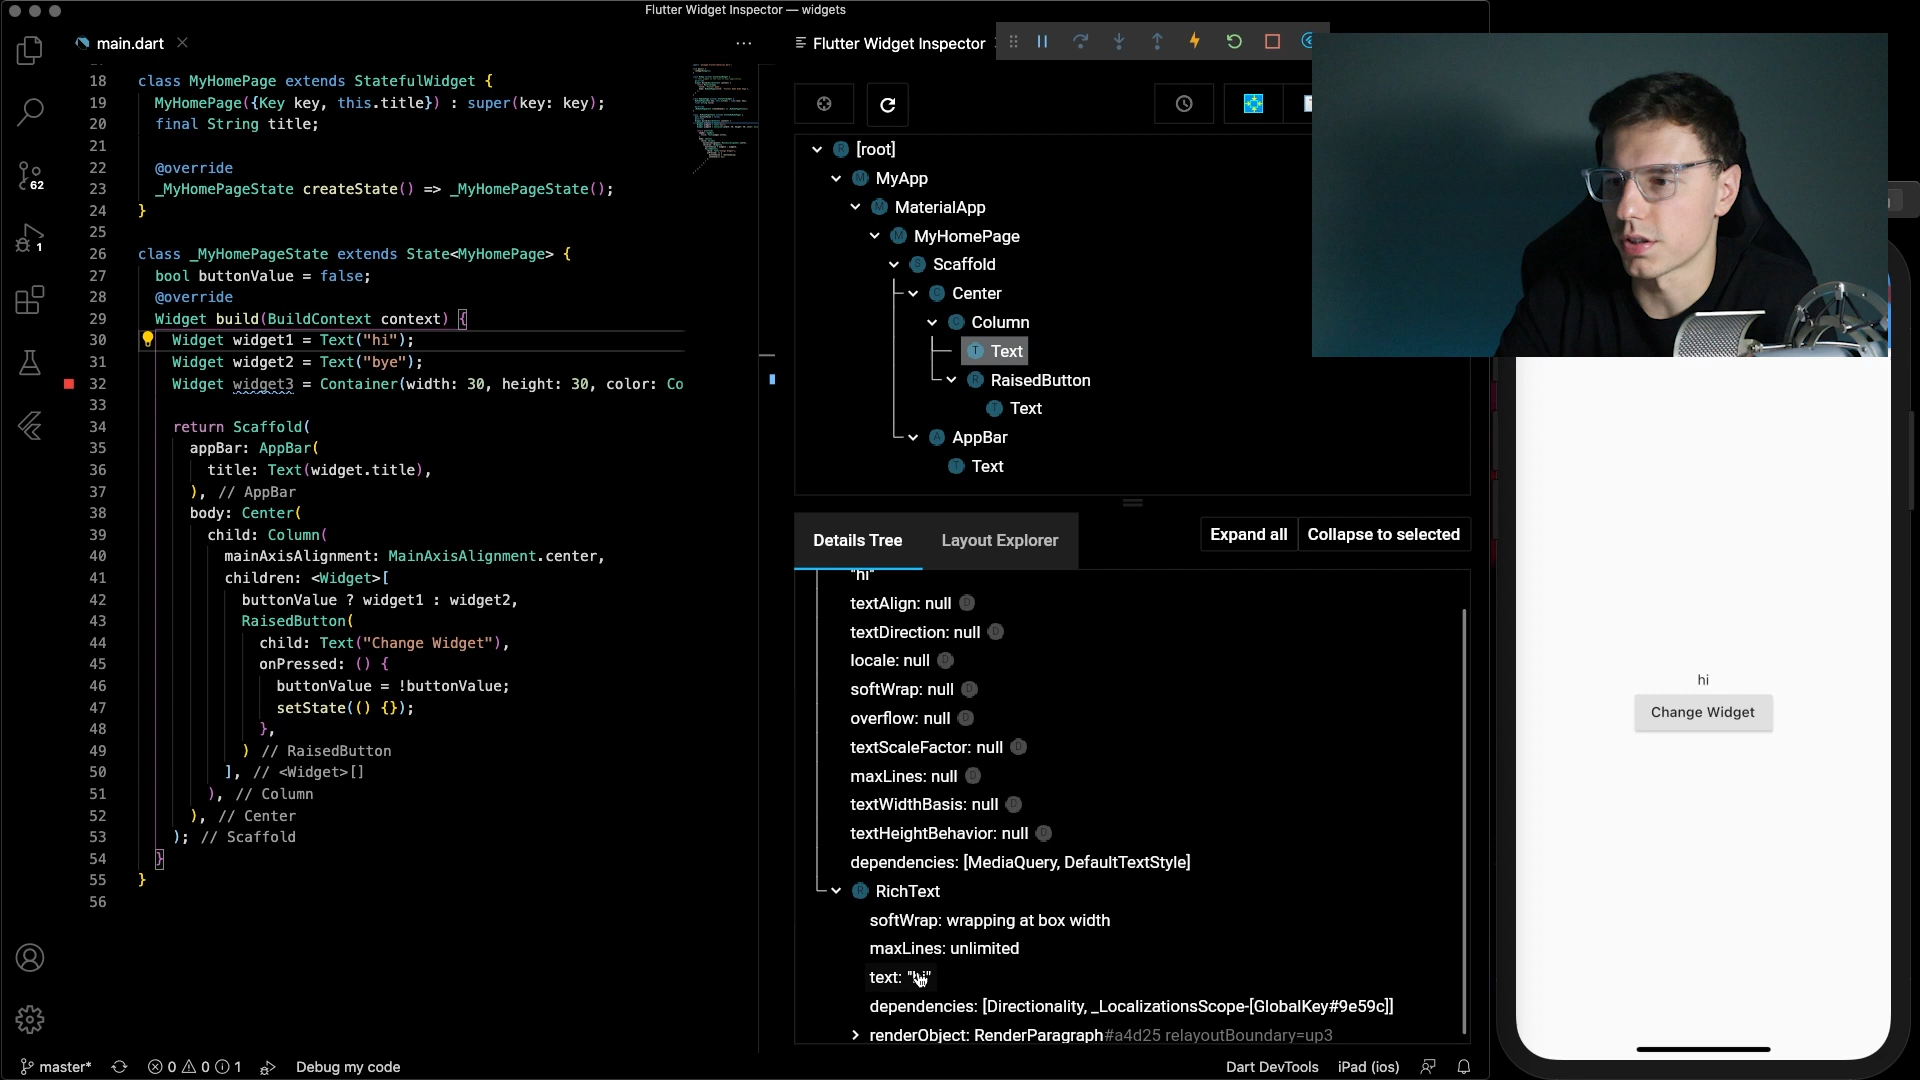 Flutter Widget Inspector — widgets
main.dart
Flutter Widget Inspector
18 class MyHomePage extends StatefulWidget {
19 MyHomePage({Key key, this.title}) : super(key: key);
20 final String title;
21
22 @override
23 _MyHomePageState createState() => _MyHomePageState();
24 }
25
26 class _MyHomePageState extends State<MyHomePage> {
27 bool buttonValue = false;
28 @override
29 Widget build(BuildContext context) {
30 Widget widget1 = Text("hi");
31 Widget widget2 = Text("bye");
32 Widget widget3 = Container(width: 30, height: 30, color: Co
33
34 return Scaffold(
35 appBar: AppBar(
36 title: Text(widget.title),
37 ), // AppBar
38 body: Center(
39 child: Column(
40 mainAxisAlignment: MainAxisAlignment.center,
41 children: <Widget>[
42 buttonValue ? widget1 : widget2,
43 RaisedButton(
44 child: Text("Change Widget"),
45 onPressed: () {
46 buttonValue = !buttonValue;
47 setState(() {});
48 },
49 ) // RaisedButton
50 ], // <Widget>[]
51 ), // Column
52 ), // Center
53 ); // Scaffold
54 }
55 }
56
62
1
[root]
MyApp
MaterialApp
MyHomePage
Scaffold
Center
Column
Text
RaisedButton
Text
AppBar
Text
Details Tree
Layout Explorer
Expand all
Collapse to selected
"hi"
textAlign: null
textDirection: null
locale: null
softWrap: null
overflow: null
textScaleFactor: null
maxLines: null
textWidthBasis: null
textHeightBehavior: null
dependencies: [MediaQuery, DefaultTextStyle]
RichText
softWrap: wrapping at box width
maxLines: unlimited
text: "hi"
dependencies: [Directionality, _LocalizationsScope-[GlobalKey#9e59c]]
renderObject: RenderParagraph#a4d25 relayoutBoundary=up3
hi
Change Widget
master*
0 0 1
Debug my code
Dart DevTools
iPad (ios)